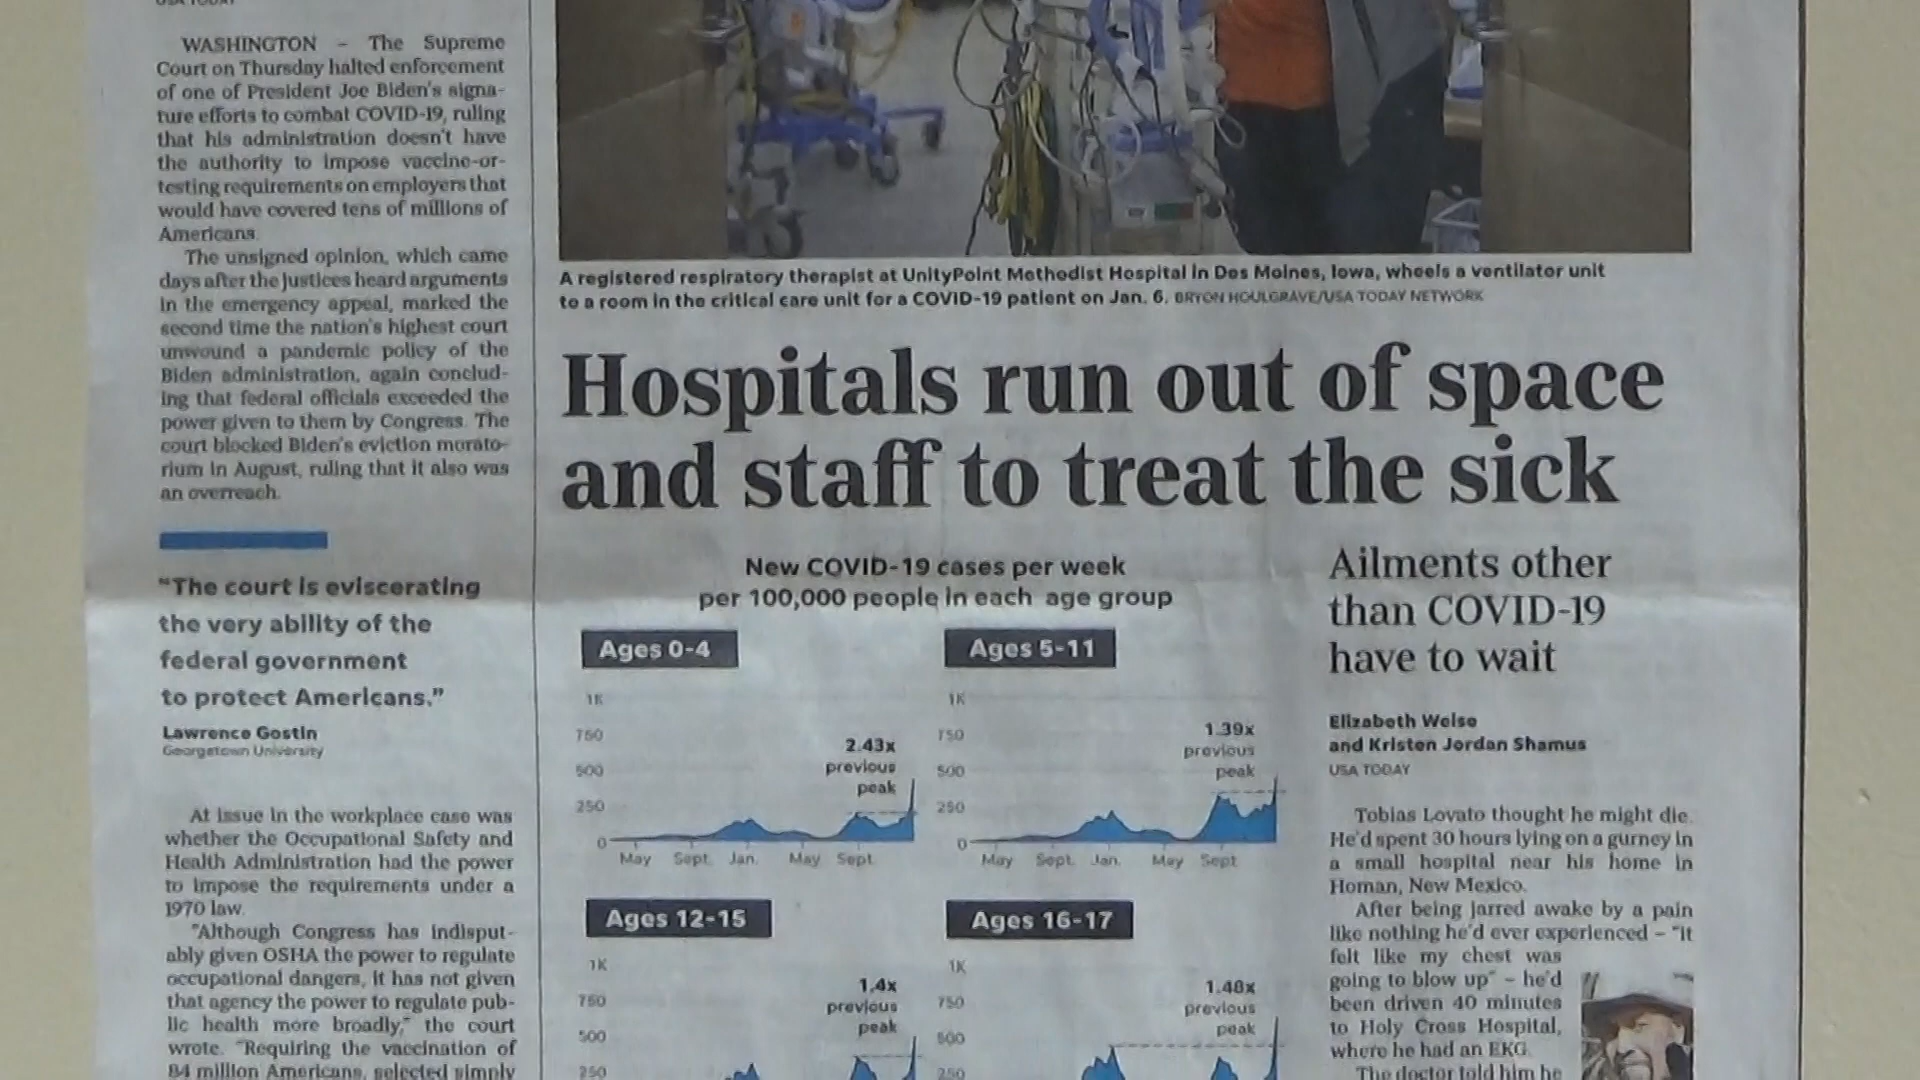 WASHINGTON – The Supreme
Court on Thursday halted enforcement
of one of President Joe Biden's signa-
ture efforts to combat COVID-19, ruling
that his administration doesn't have
the authority to impose vaccine-or-
testing requirements on employers that
would have covered tens of millions of
Americans.
The unsigned opinion, which came
days after the justices heard arguments
in the emergency appeal, marked the
second time the nation's highest court
unwound a pandemic policy of the
Biden administration, again conclud-
ing that federal officials exceeded the
power given to them by Congress. The
court blocked Biden's eviction morato-
rium in August, ruling that it also was
an overreach.
“The court is eviscerating
the very ability of the
federal government
to protect Americans.”
Lawrence Gostin
Georgetown University
At issue in the workplace case was
whether the Occupational Safety and
Health Administration had the power
to impose the requirements under a
1970 law.
"Although Congress has indisput-
ably given OSHA the power to regulate
occupational dangers, it has not given
that agency the power to regulate pub-
lic health more broadly," the court
wrote. "Requiring the vaccination of
84 million Americans, selected simply
A registered respiratory therapist at UnityPoint Methodist Hospital in Des Moines, Iowa, wheels a ventilator unit
to a room in the critical care unit for a COVID-19 patient on Jan. 6. BRYON HOULGRAVE/USA TODAY NETWORK
Hospitals run out of space
and staff to treat the sick
New COVID-19 cases per week
per 100,000 people in each age group
Ages 0-4
1K
750
500
250
0
2.43x
previous
peak
May Sept. Jan. May Sept.
Ages 5-11
1K
750
500
250
0
1.39x
previous
peak
May Sept. Jan. May Sept.
Ages 12-15
1K
750
500
250
1.4x
previous
peak
Ages 16-17
1K
750
500
250
1.48x
previous
peak
Ailments other
than COVID-19
have to wait
Elizabeth Weise
and Kristen Jordan Shamus
USA TODAY
Tobias Lovato thought he might die.
He'd spent 30 hours lying on a gurney in
a small hospital near his home in
Homan, New Mexico.
After being jarred awake by a pain
like nothing he'd ever experienced – "It
felt like my chest was
going to blow up" – he'd
been driven 40 minutes
to Holy Cross Hospital,
where he had an EKG.
The doctor told him he